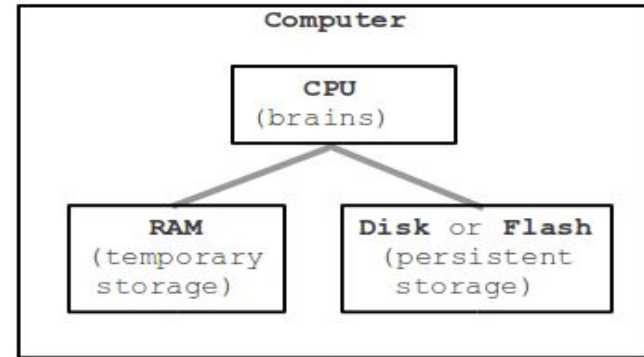 Computer
CPU
(brains)
RAM
(temporary
storage)
Disk or Flash
(persistent
storage)